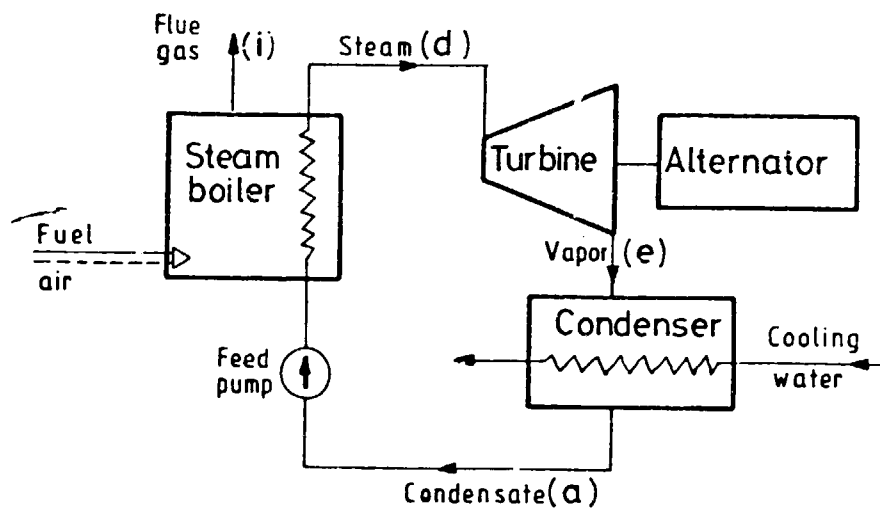 Flue
gas (i)
Steam (d)
Steam
boiler
Turbine
Alternator
Fuel
air
Vapor (e)
Condenser
Cooling
water
Feed
pump
Condensate (a)